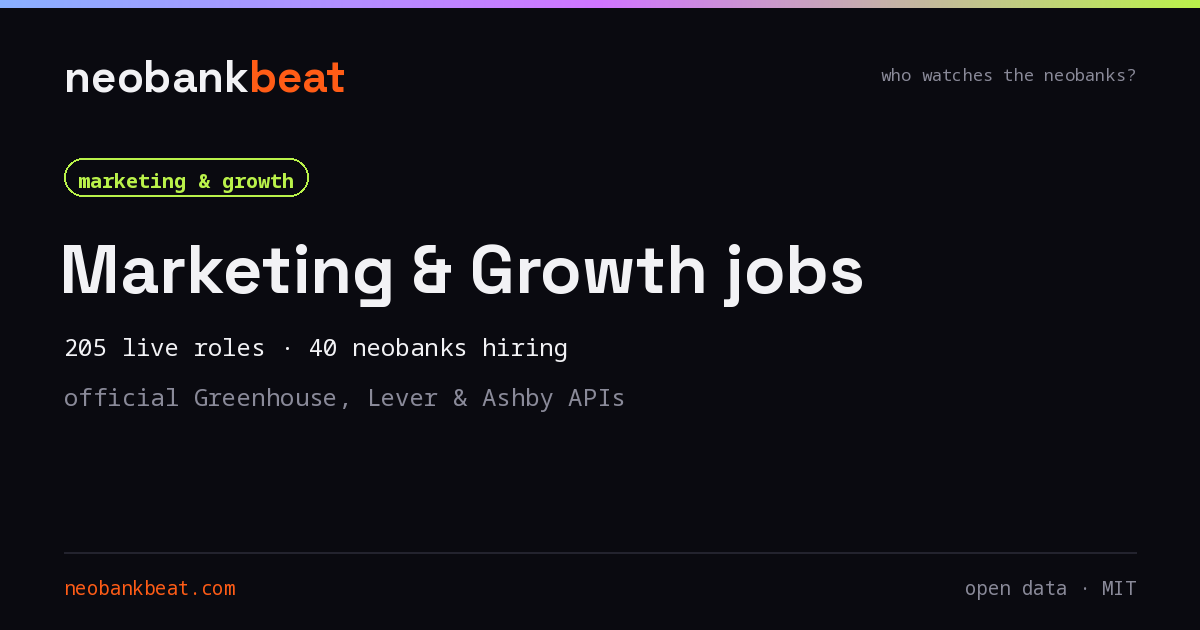 neobankbeat
who watches the neobanks?
marketing & growth
Marketing & Growth jobs
205 live roles · 40 neobanks hiring
official Greenhouse, Lever & Ashby APIs
neobankbeat.com
open data · MIT